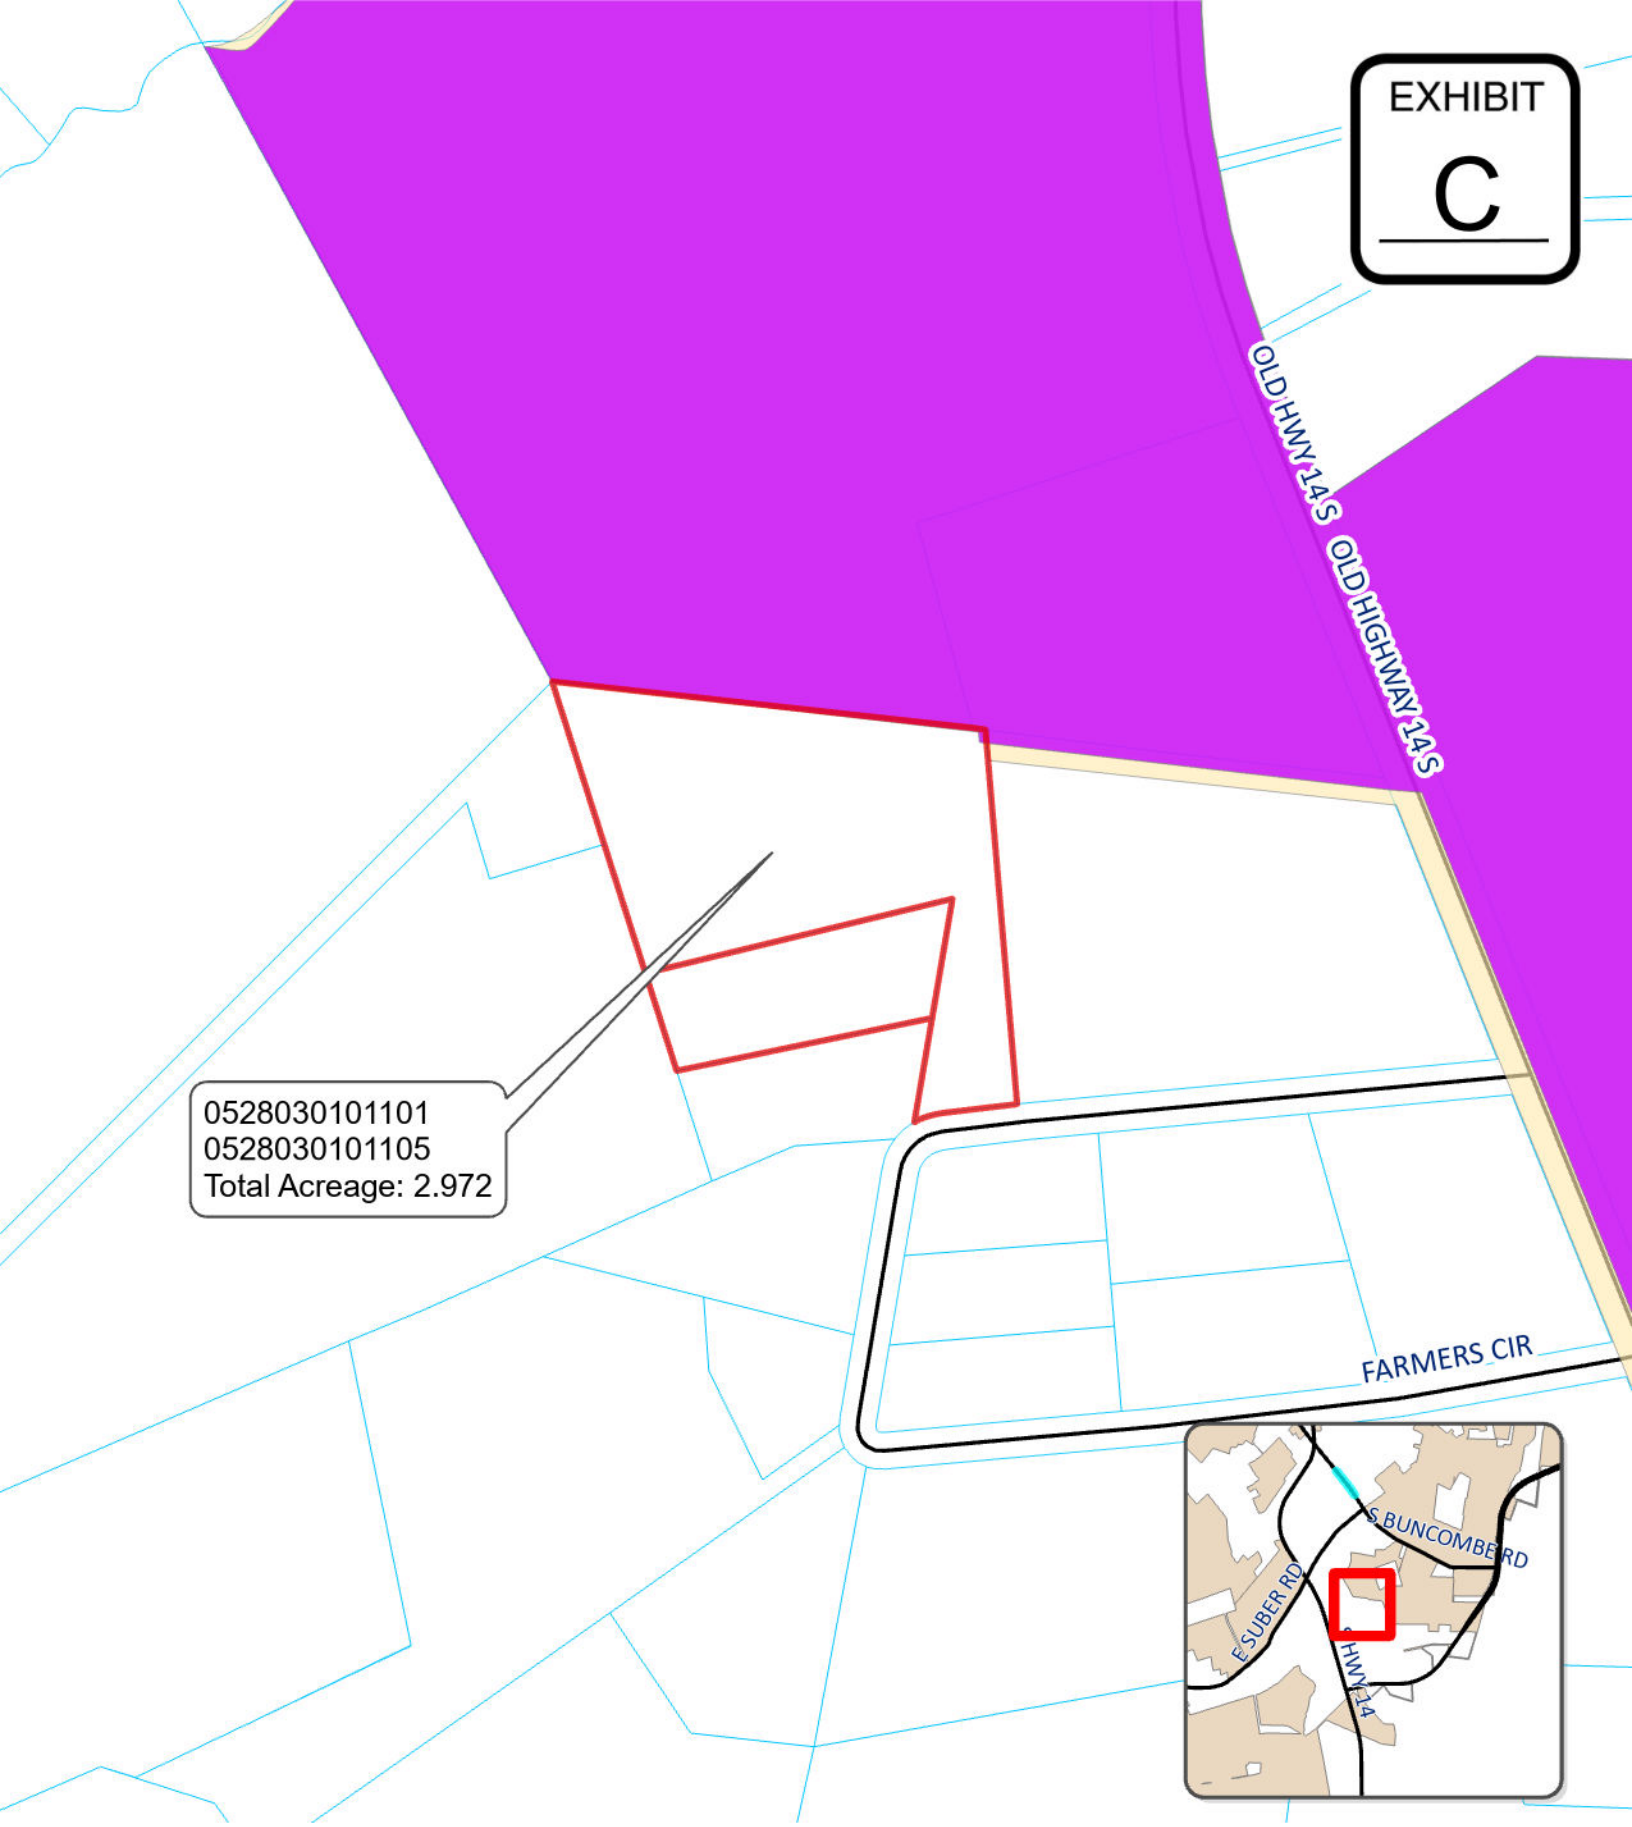 EXHIBIT
C
OLD HWY 14 S
OLD HIGHWAY 14 S
0528030101101
0528030101105
Total Acreage: 2.972
FARMERS CIR
S BUNCOMBE RD
E SUBER RD
S HWY 14